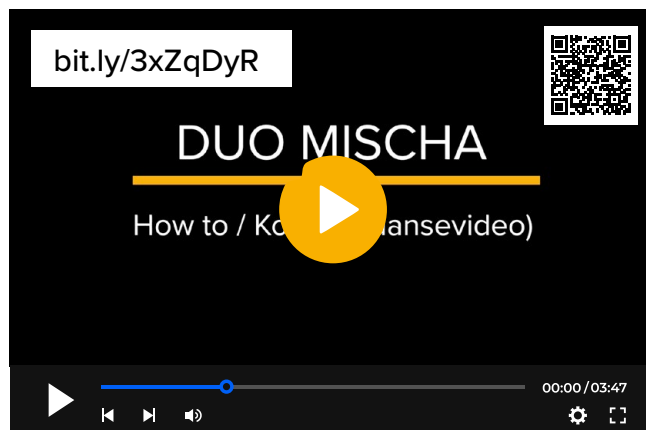 bit.ly/3xZqDyR
DUO MISCHA
How to / Ko
ansevideo)
00:00/03:47